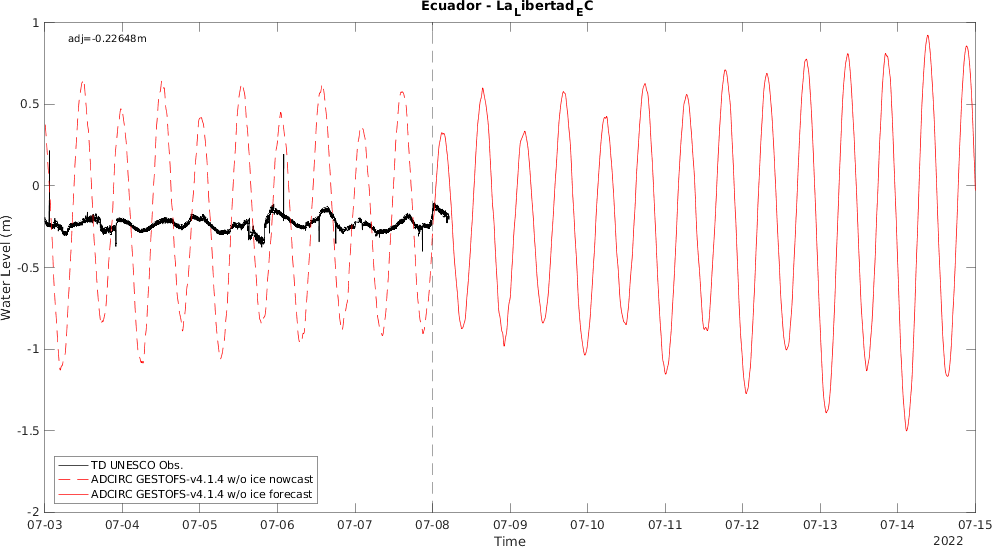 Ecuador - LaLibertadEC
adj=-0.22648m
1
0.5
0
-0.5
-1
-1.5
-2
Water Level (m)
TD UNESCO Obs.
ADCIRC GESTOFS-v4.1.4 w/o ice nowcast
ADCIRC GESTOFS-v4.1.4 w/o ice forecast
07-03 07-04 07-05 07-06 07-07 07-08 07-09 07-10 07-11 07-12 07-13 07-14 07-15
Time
2022